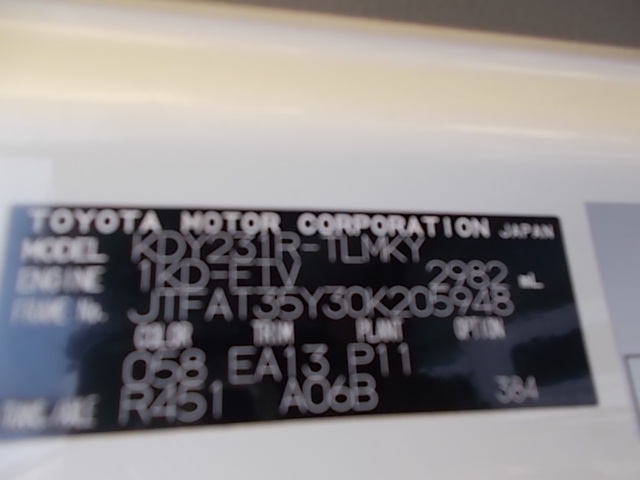 TOYOTA MOTOR CORPORATION JAPAN
MODEL KDY231R-TLMKY
ENGINE 1KD-FTV 2982 mL
FRAME No. JTFAT35Y30K205948
COLOR TRIM PLANT OPTION
058 EA13 P11
TRANS./AXLE R451 A06B 384